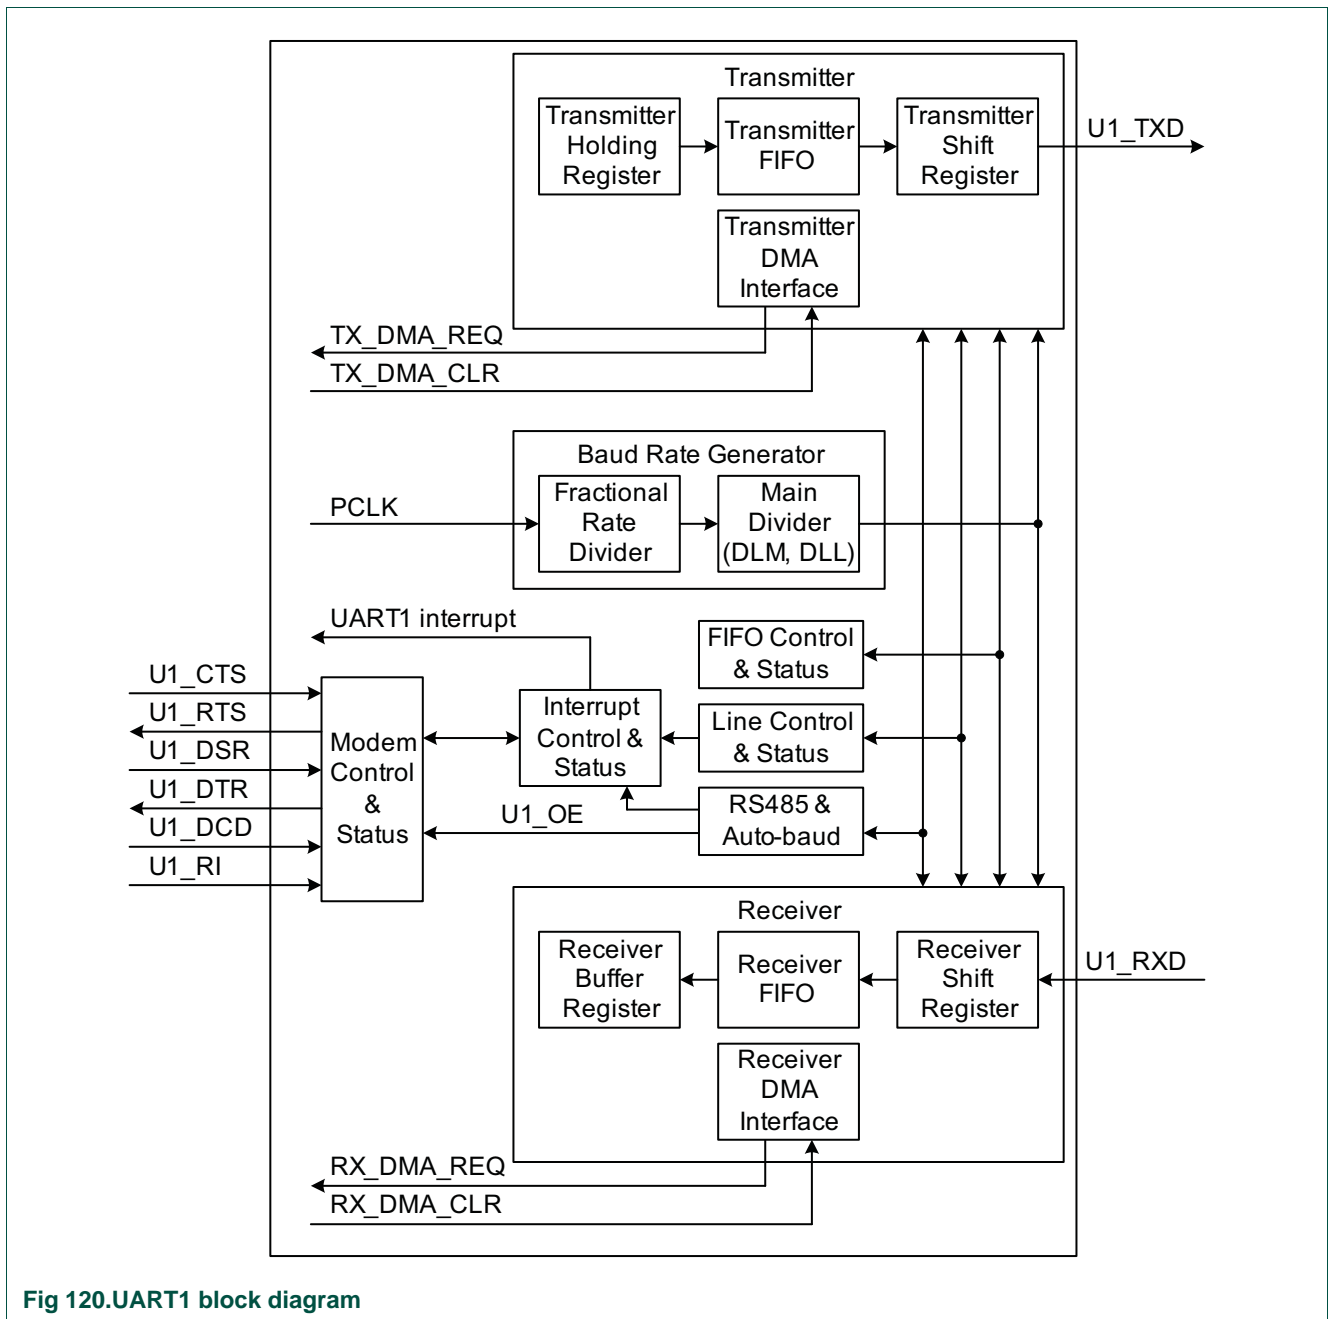 Transmitter
Transmitter
Holding
Register
Transmitter
FIFO
Transmitter
Shift
Register
U1_TXD
Transmitter
DMA
Interface
TX_DMA_REQ
TX_DMA_CLR
Baud Rate Generator
PCLK
Fractional
Rate
Divider
Main
Divider
(DLM, DLL)
UART1 interrupt
FIFO Control
& Status
U1_CTS
U1_RTS
U1_DSR
U1_DTR
U1_DCD
U1_RI
Modem
Control
&
Status
Interrupt
Control &
Status
Line Control
& Status
U1_OE
RS485 &
Auto-baud
Receiver
Receiver
Buffer
Register
Receiver
FIFO
Receiver
Shift
Register
U1_RXD
Receiver
DMA
Interface
RX_DMA_REQ
RX_DMA_CLR
Fig 120.UART1 block diagram